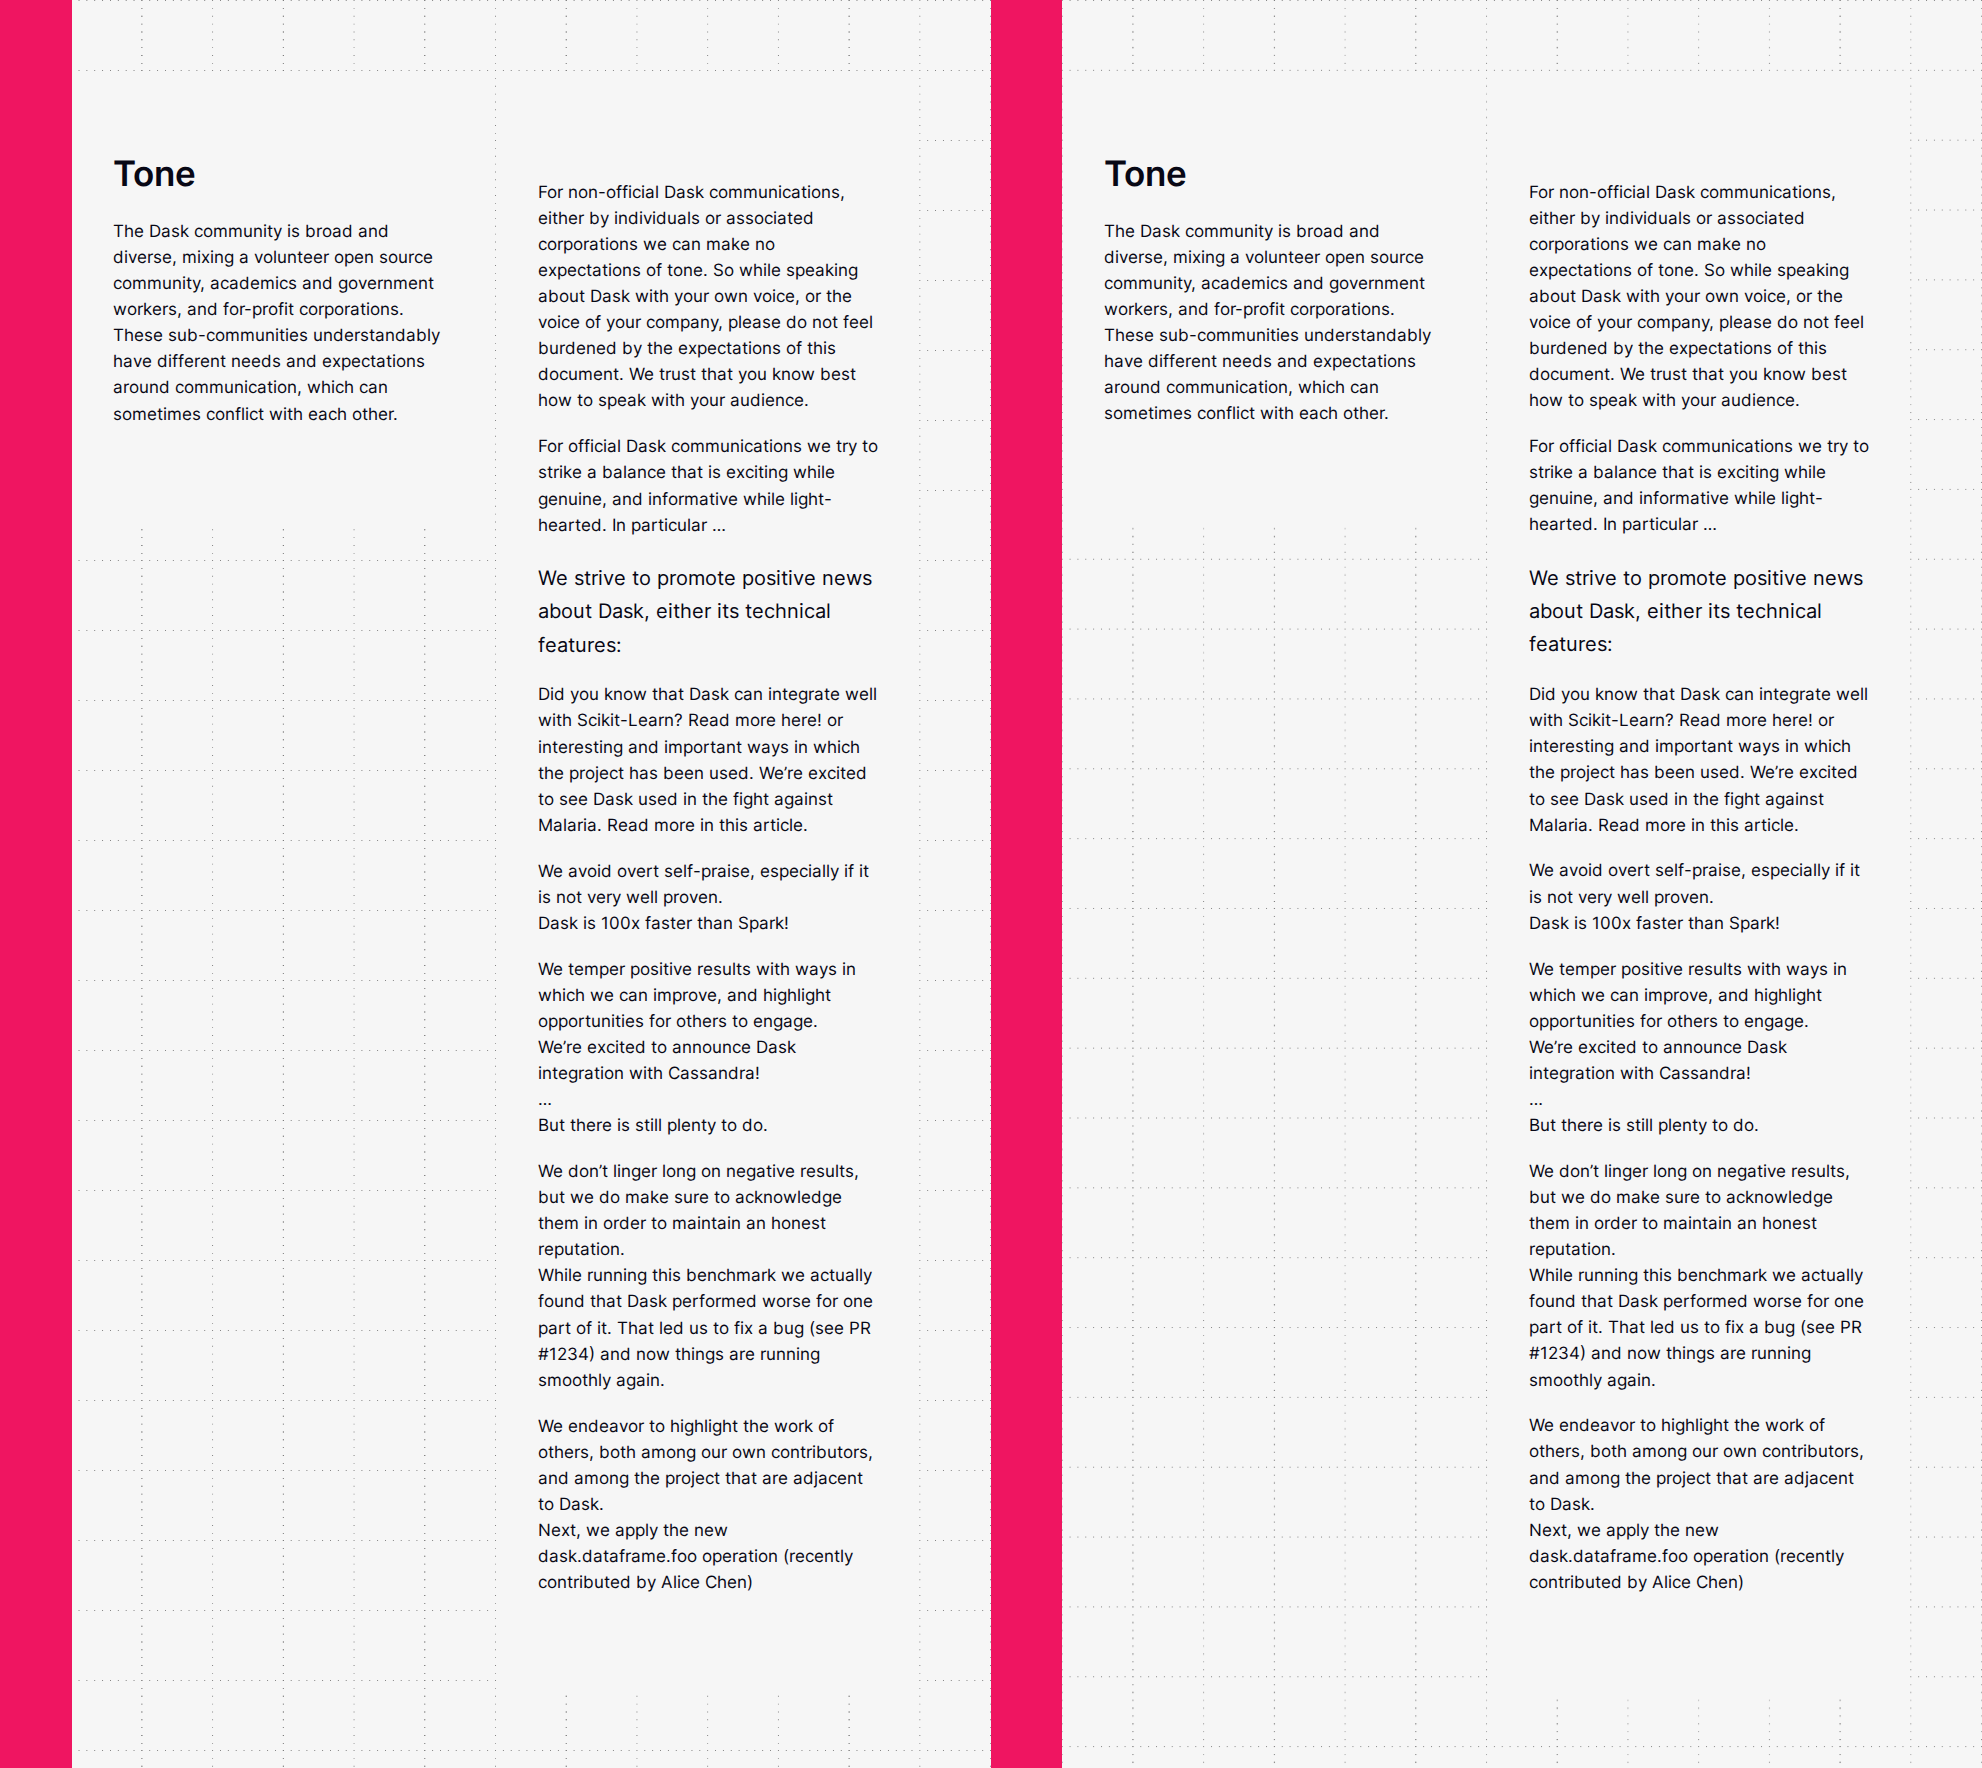 Tone
The Dask community is broad and
diverse, mixing a volunteer open source
community, academics and government
workers, and for-profit corporations.
These sub-communities understandably
have different needs and expectations
around communication, which can
sometimes conflict with each other.
For non-official Dask communications,
either by individuals or associated
corporations we can make no
expectations of tone. So while speaking
about Dask with your own voice, or the
voice of your company, please do not feel
burdened by the expectations of this
document. We trust that you know best
how to speak with your audience.
For official Dask communications we try to
strike a balance that is exciting while
genuine, and informative while light-
hearted. In particular ...
We strive to promote positive news
about Dask, either its technical
features:
Did you know that Dask can integrate well
with Scikit-Learn? Read more here! or
interesting and important ways in which
the project has been used. We’re excited
to see Dask used in the fight against
Malaria. Read more in this article.
We avoid overt self-praise, especially if it
is not very well proven.
Dask is 100x faster than Spark!
We temper positive results with ways in
which we can improve, and highlight
opportunities for others to engage.
We’re excited to announce Dask
integration with Cassandra!
...
But there is still plenty to do.
We don’t linger long on negative results,
but we do make sure to acknowledge
them in order to maintain an honest
reputation.
While running this benchmark we actually
found that Dask performed worse for one
part of it. That led us to fix a bug (see PR
#1234) and now things are running
smoothly again.
We endeavor to highlight the work of
others, both among our own contributors,
and among the project that are adjacent
to Dask.
Next, we apply the new
dask.dataframe.foo operation (recently
contributed by Alice Chen)
Tone
The Dask community is broad and
diverse, mixing a volunteer open source
community, academics and government
workers, and for-profit corporations.
These sub-communities understandably
have different needs and expectations
around communication, which can
sometimes conflict with each other.
For non-official Dask communications,
either by individuals or associated
corporations we can make no
expectations of tone. So while speaking
about Dask with your own voice, or the
voice of your company, please do not feel
burdened by the expectations of this
document. We trust that you know best
how to speak with your audience.
For official Dask communications we try to
strike a balance that is exciting while
genuine, and informative while light-
hearted. In particular ...
We strive to promote positive news
about Dask, either its technical
features:
Did you know that Dask can integrate well
with Scikit-Learn? Read more here! or
interesting and important ways in which
the project has been used. We’re excited
to see Dask used in the fight against
Malaria. Read more in this article.
We avoid overt self-praise, especially if it
is not very well proven.
Dask is 100x faster than Spark!
We temper positive results with ways in
which we can improve, and highlight
opportunities for others to engage.
We’re excited to announce Dask
integration with Cassandra!
...
But there is still plenty to do.
We don’t linger long on negative results,
but we do make sure to acknowledge
them in order to maintain an honest
reputation.
While running this benchmark we actually
found that Dask performed worse for one
part of it. That led us to fix a bug (see PR
#1234) and now things are running
smoothly again.
We endeavor to highlight the work of
others, both among our own contributors,
and among the project that are adjacent
to Dask.
Next, we apply the new
dask.dataframe.foo operation (recently
contributed by Alice Chen)